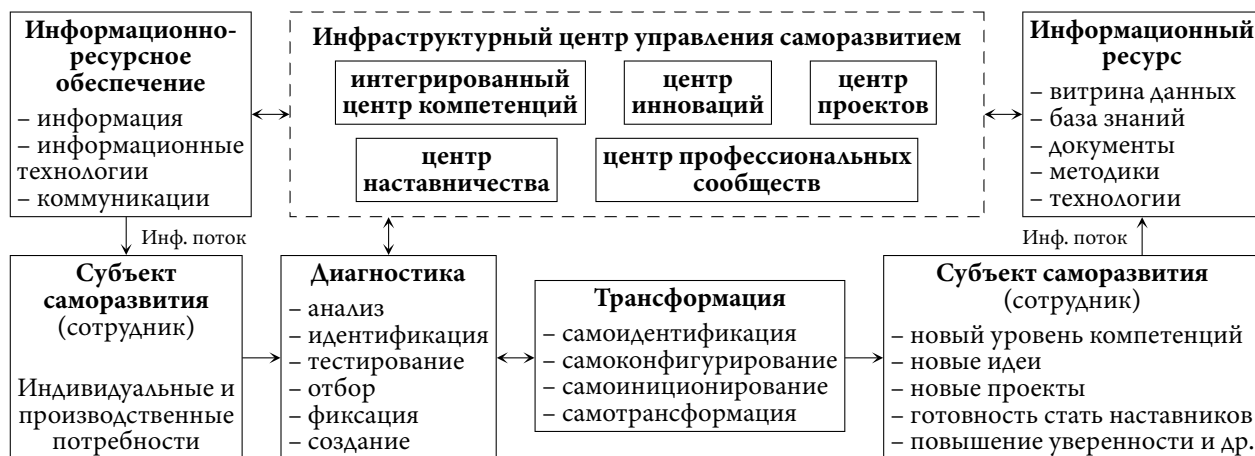 Информационно-
ресурсное
обеспечение
– информация
– информационные
технологии
– коммуникации
Инфраструктурный центр управления саморазвитием
интегрированный
центр компетенций
центр
инноваций
центр
проектов
центр
наставничества
центр профессиональных
сообществ
Информационный
ресурс
– витрина данных
– база знаний
– документы
– методики
– технологии
Инф. поток
Инф. поток
Субъект
саморазвития
(сотрудник)
Индивидуальные и
производственные
потребности
Диагностика
– анализ
– идентификация
– тестирование
– отбор
– фиксация
– создание
Трансформация
– самоидентификация
– самоконфигурирование
– самоиниционирование
– самотрансформация
Субъект саморазвития
(сотрудник)
– новый уровень компетенций
– новые идеи
– новые проекты
– готовность стать наставников
– повышение уверенности и др.